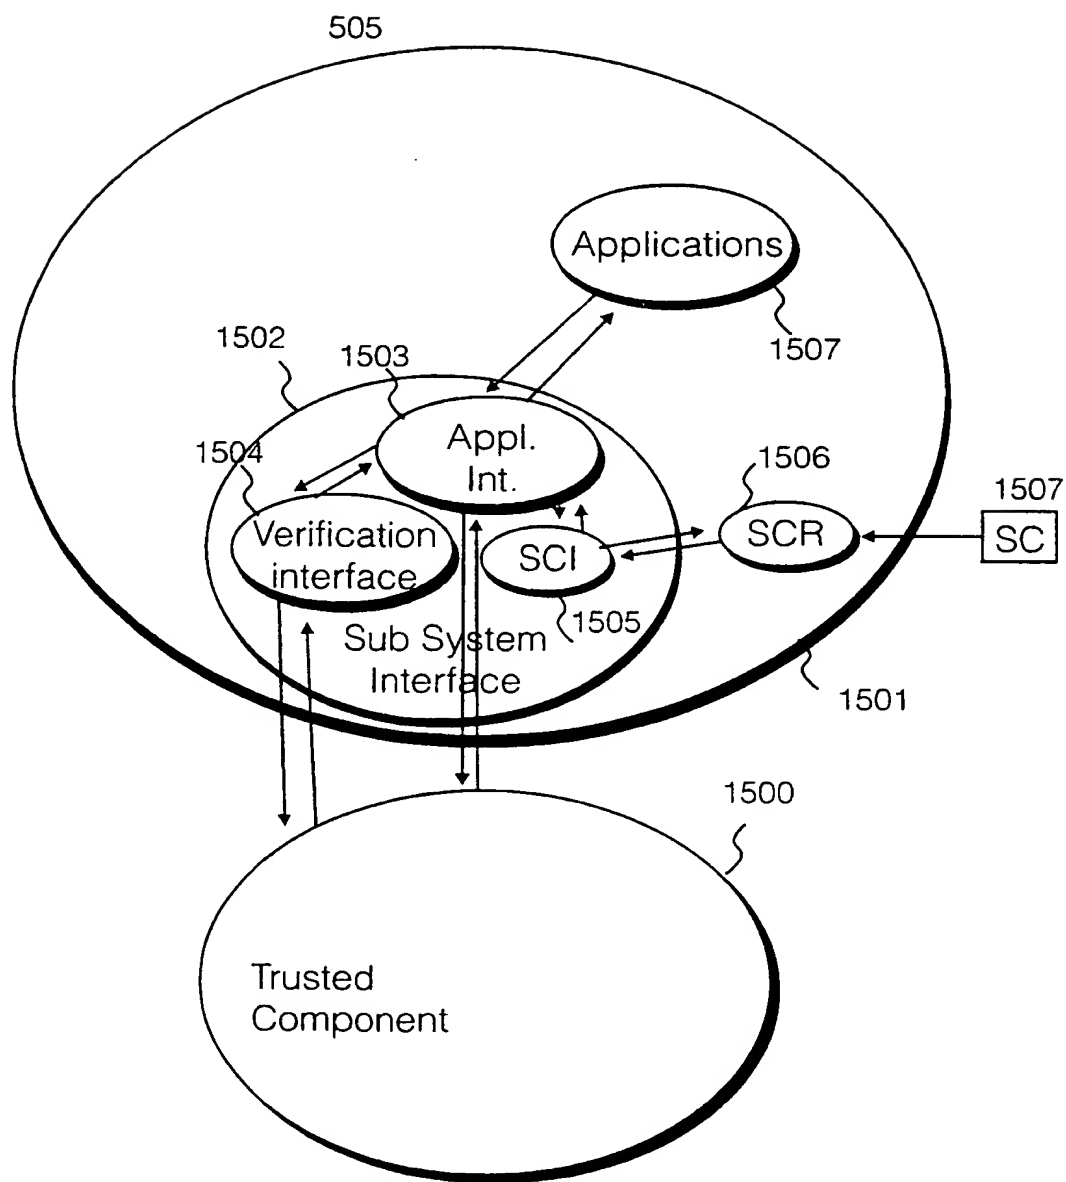 505
Applications
1507
1502
1503
1504
Appl.
Int.
1506
1507
Verification
interface
SCI
SCR
SC
1505
Sub System
Interface
1501
1500
Trusted
Component